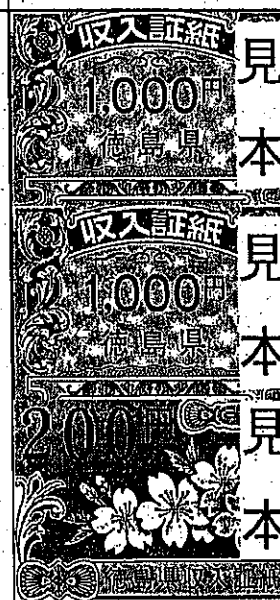 収入証紙
1,000円
徳島県
見本
収入証紙
1,000円
徳島県
見本
200円
見本
徳島県収入証紙